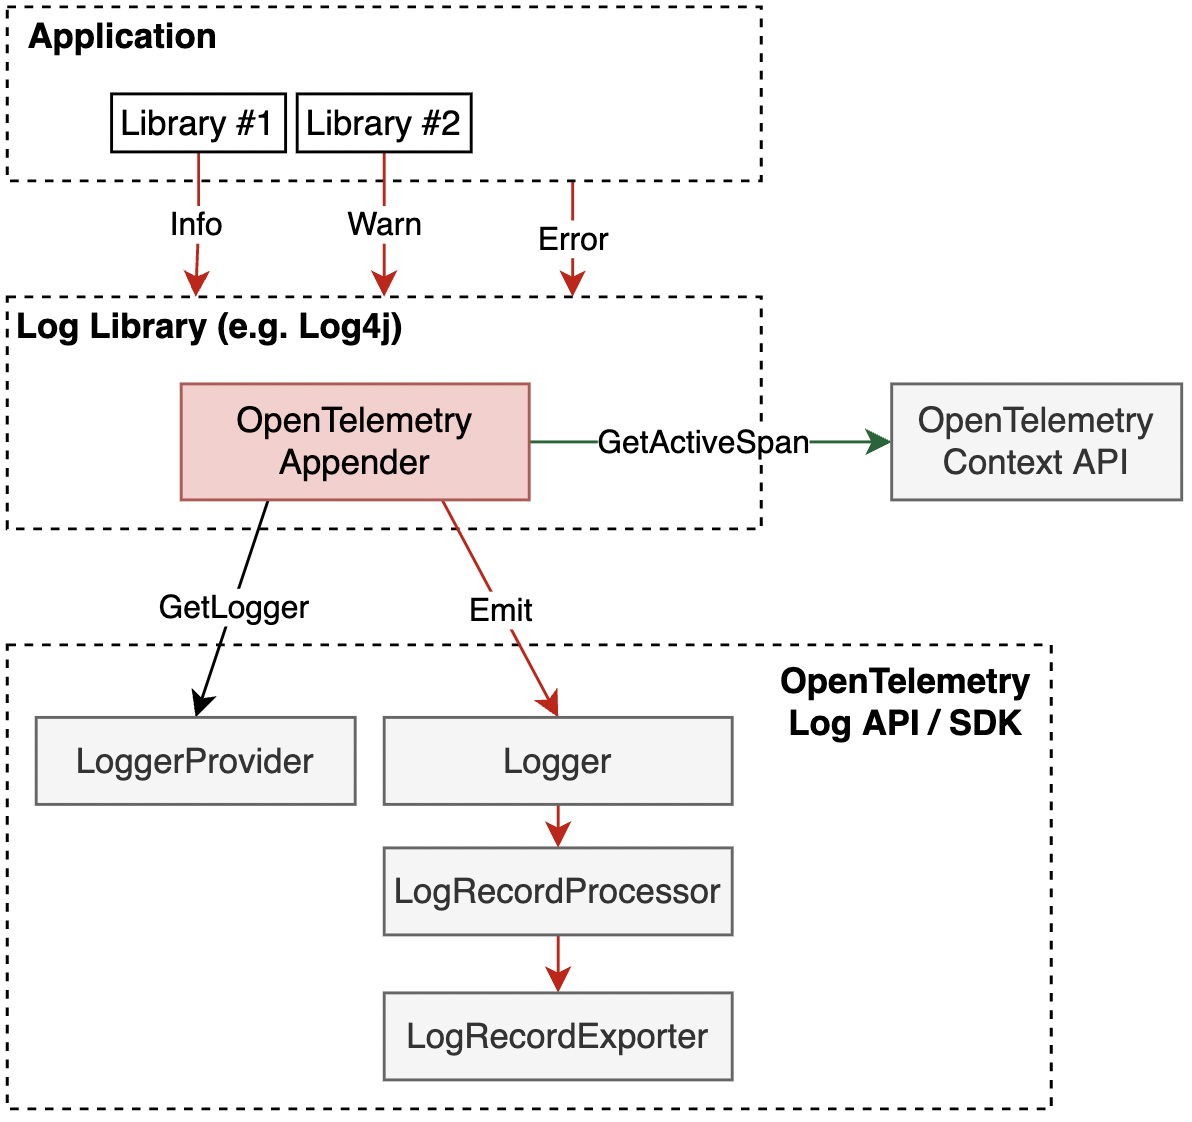 Application
Library #1
Library #2
Info
Warn
Error
Log Library (e.g. Log4j)
OpenTelemetry
Appender
GetActiveSpan
OpenTelemetry
Context API
GetLogger
Emit
OpenTelemetry
Log API / SDK
LoggerProvider
Logger
LogRecordProcessor
LogRecordExporter